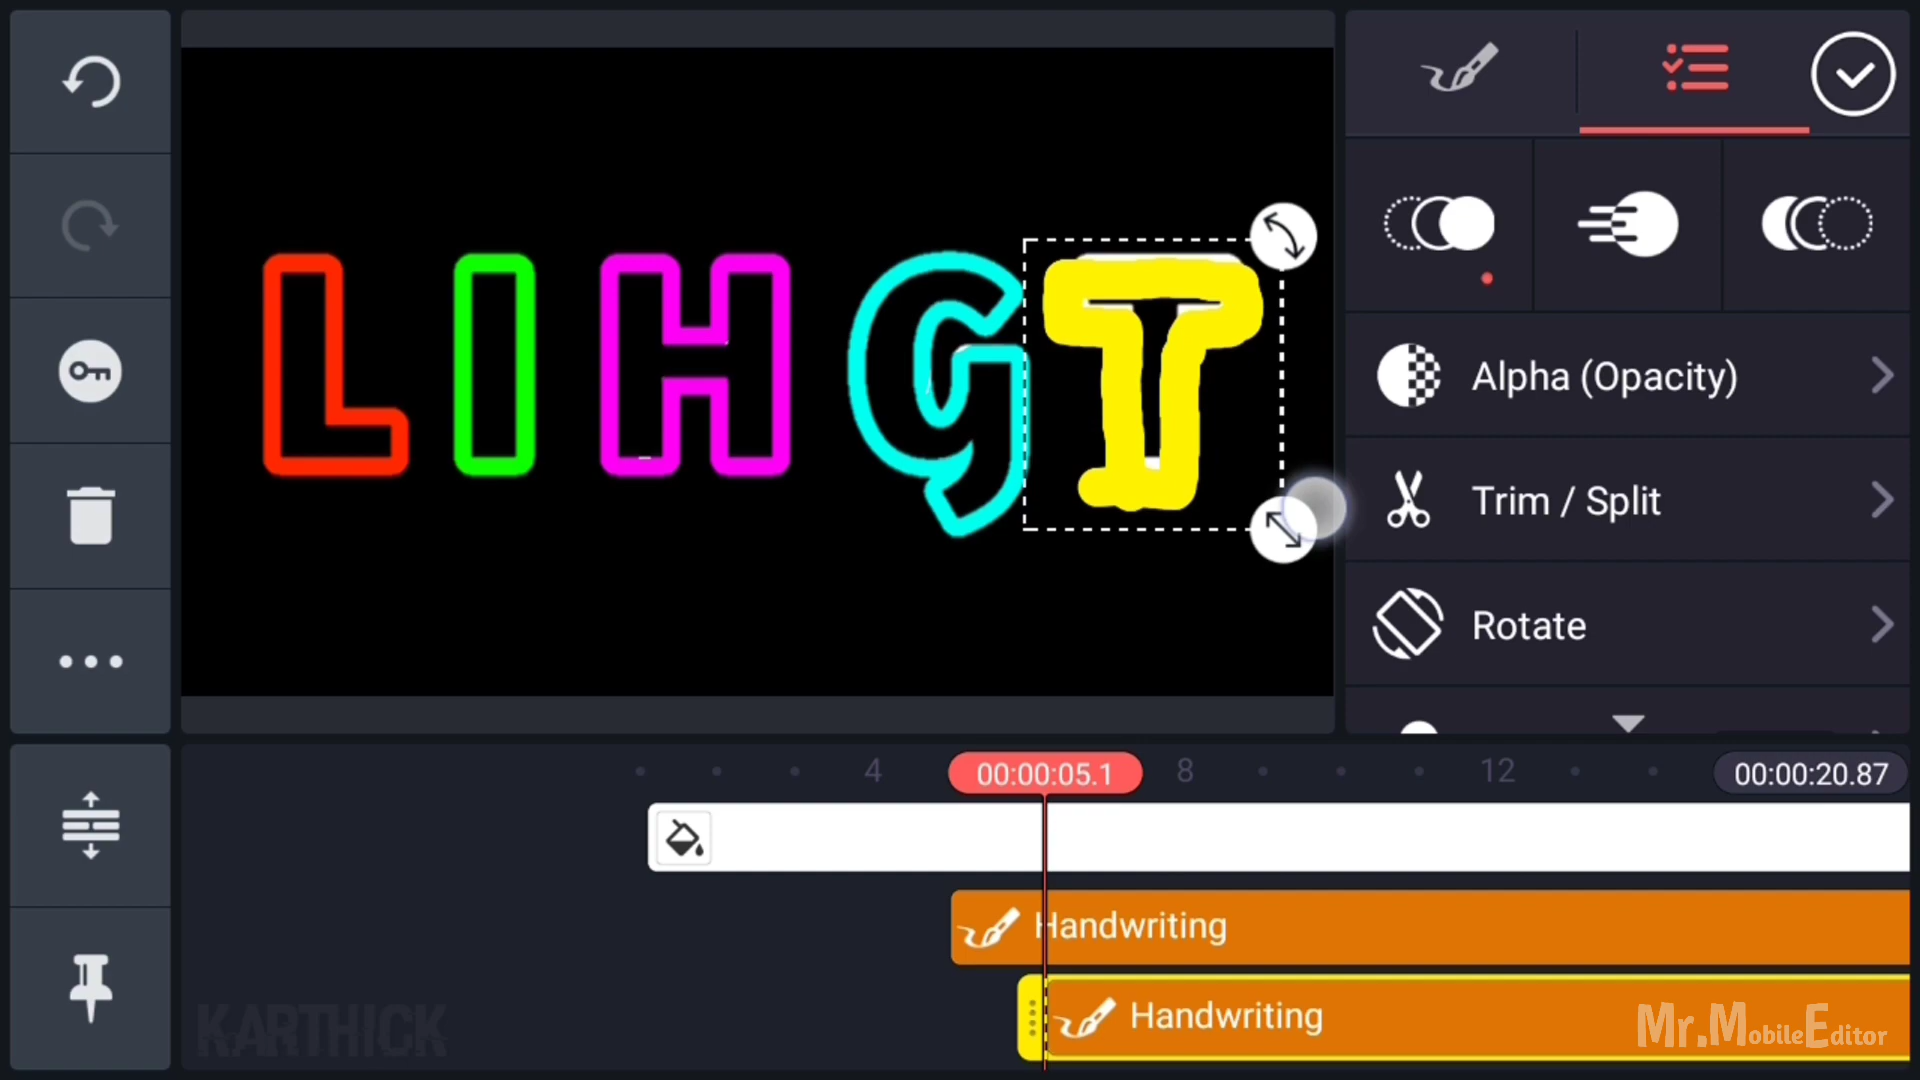 LIHGT
Alpha (Opacity)
Trim / Split
Rotate
4
00:00:05.1
8
12
00:00:20.87
Handwriting
Handwriting
KARTHICK
Mr.MobileEditor